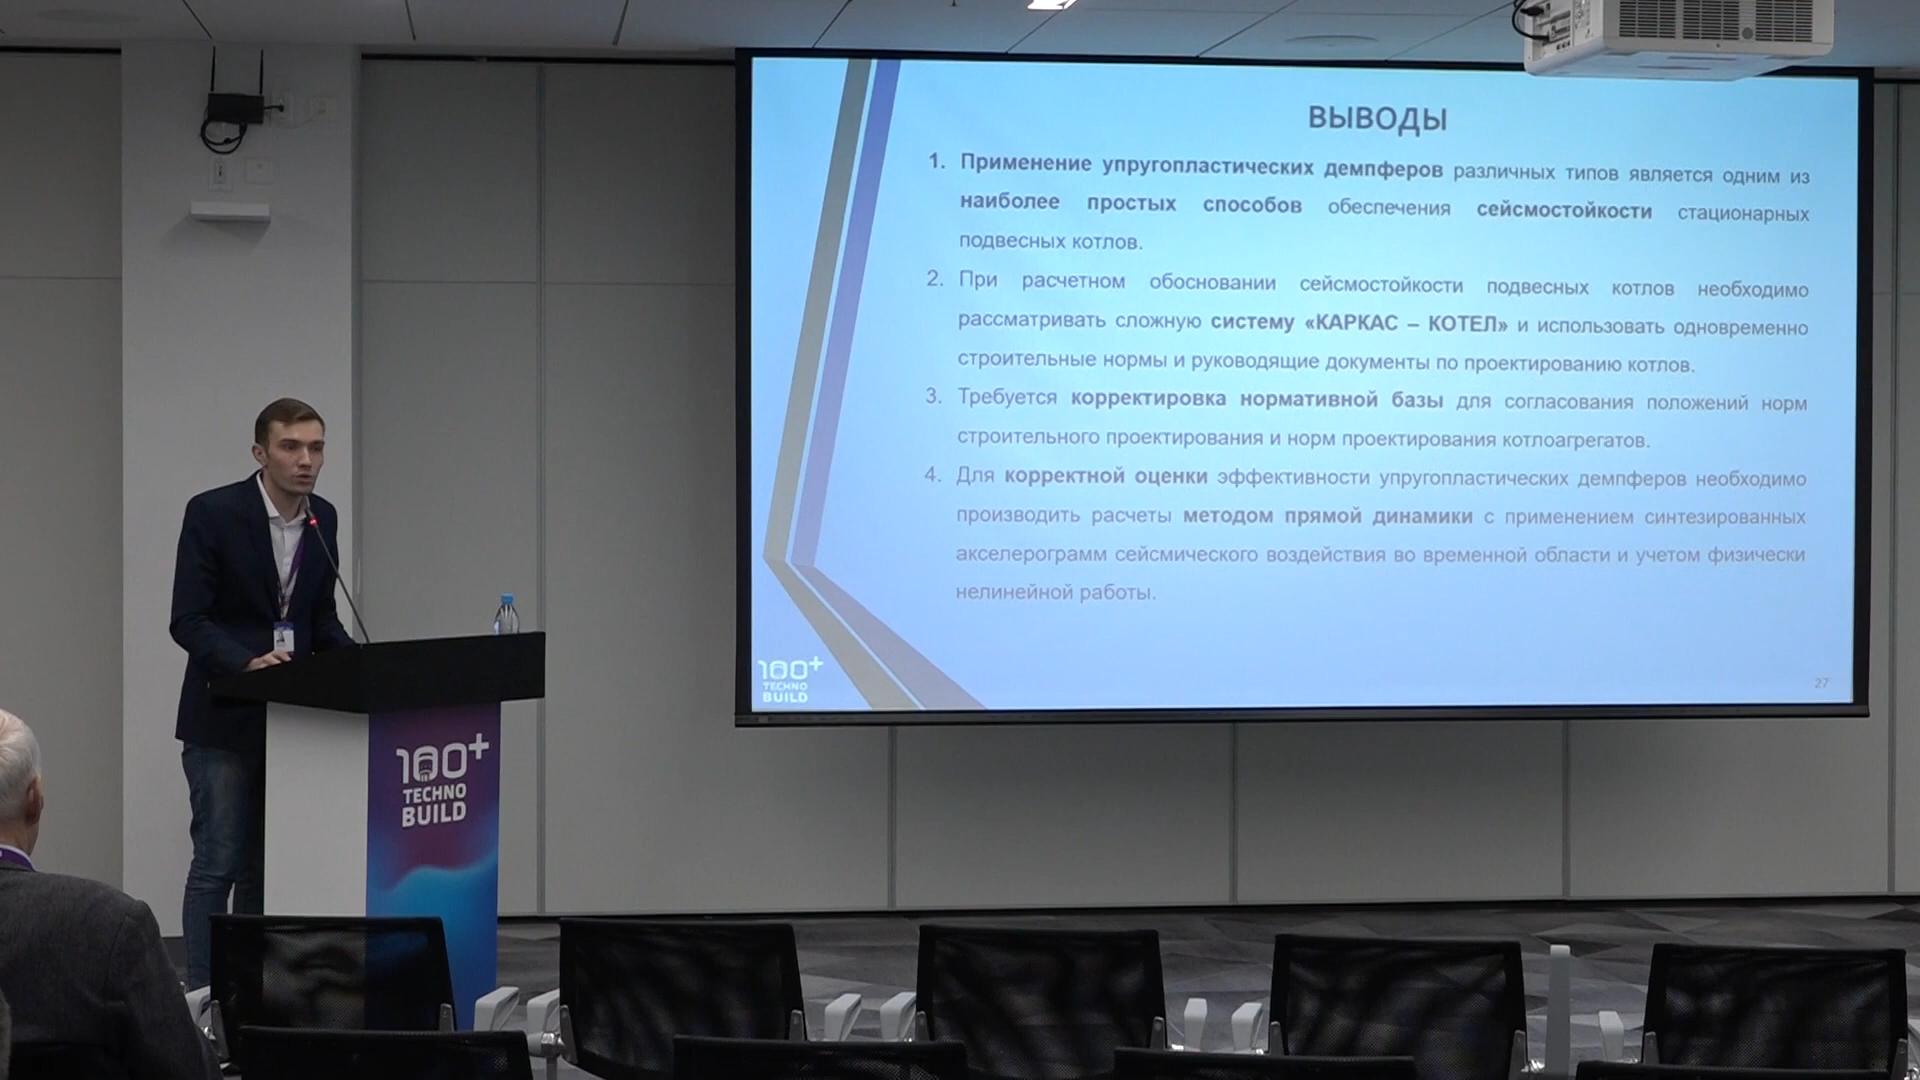 ВЫВОДЫ
1. Применение упругопластических демпферов различных типов является одним из
наиболее простых способов обеспечения сейсмостойкости стационарных
подвесных котлов.
2. При расчетном обосновании сейсмостойкости подвесных котлов необходимо
рассматривать сложную систему «КАРКАС – КОТЕЛ» и использовать одновременно
строительные нормы и руководящие документы по проектированию котлов.
3. Требуется корректировка нормативной базы для согласования положений норм
строительного проектирования и норм проектирования котлоагрегатов.
4. Для корректной оценки эффективности упругопластических демпферов необходимо
производить расчеты методом прямой динамики с применением синтезированных
акселерограмм сейсмического воздействия во временной области и учетом физически
нелинейной работы.
100+
TECHNO
BUILD
27
100+
TECHNO
BUILD